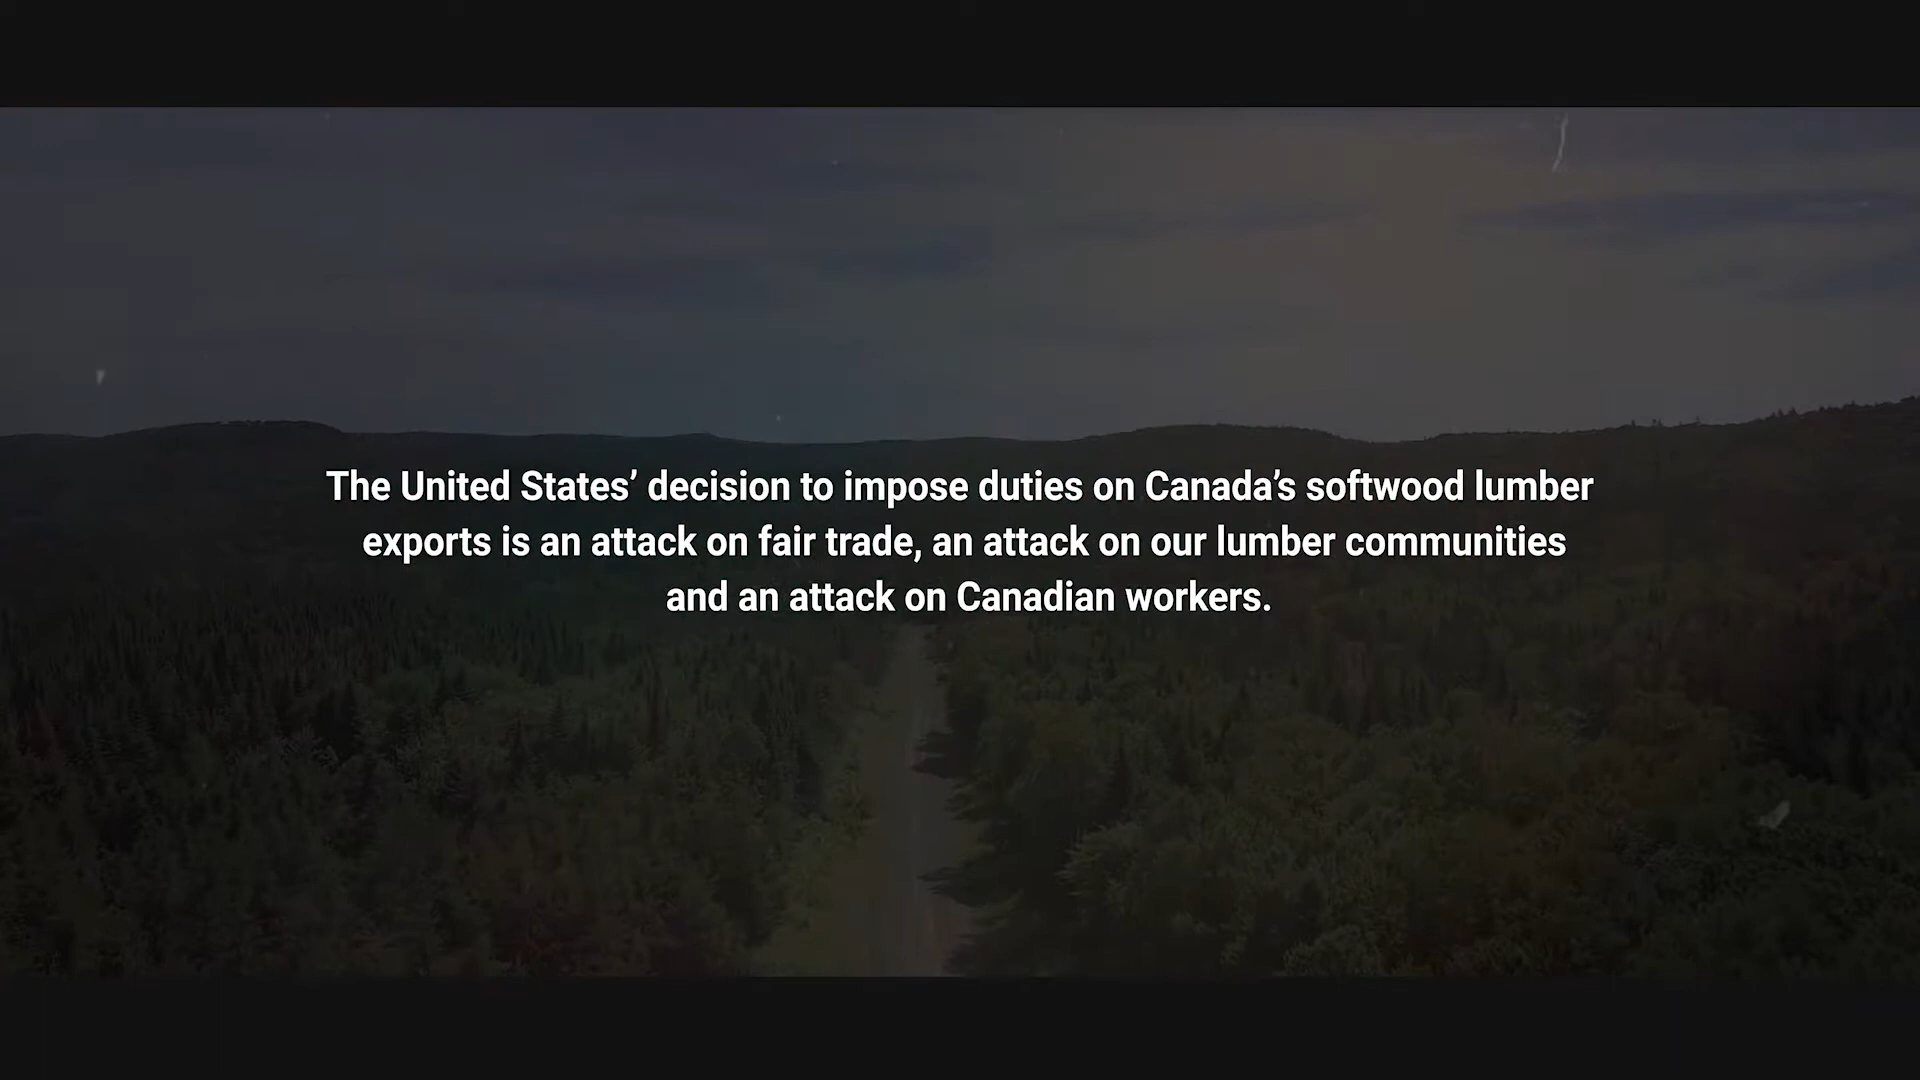 The United States’ decision to impose duties on Canada’s softwood lumber
exports is an attack on fair trade, an attack on our lumber communities
and an attack on Canadian workers.